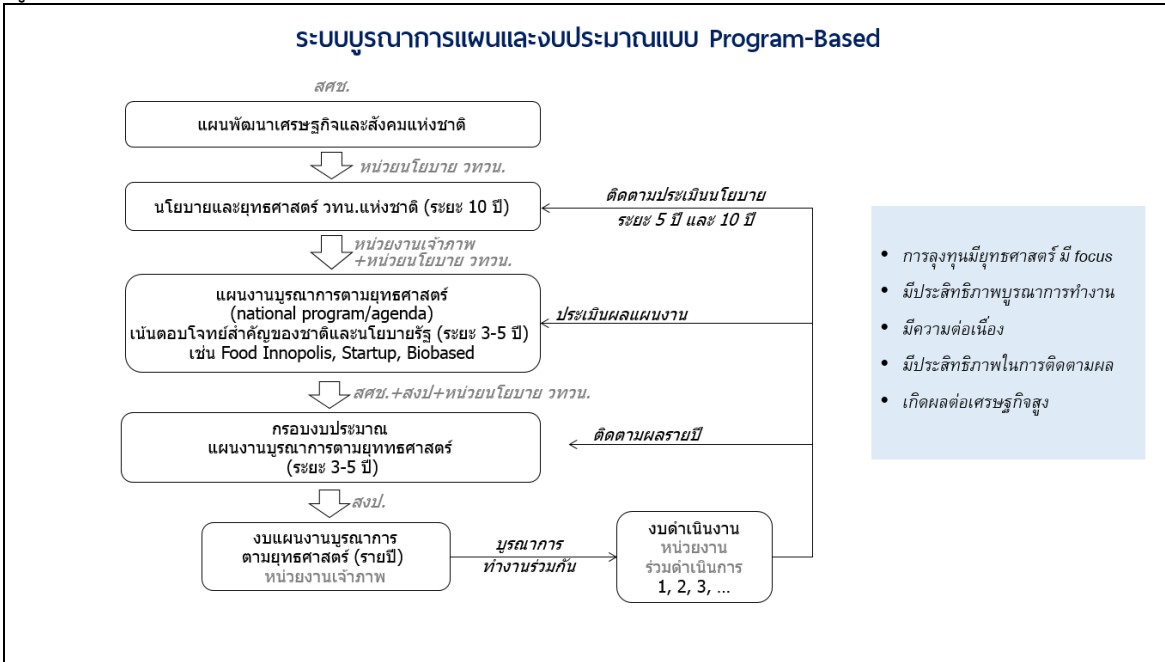 ระบบบูรณาการแผนและงบประมาณแบบ Program-Based
สศช.
แผนพัฒนาเศรษฐกิจและสังคมแห่งชาติ
หน่วยนโยบาย วทวน.
นโยบายและยุทธศาสตร์ วทน.แห่งชาติ (ระยะ 10 ปี)
ติดตามประเมินนโยบาย
ระยะ 5 ปี และ 10 ปี
หน่วยงานเจ้าภาพ
+หน่วยนโยบาย วทวน.
แผนงานบูรณาการตามยุทธศาสตร์
(national program/agenda)
เน้นตอบโจทย์สำคัญของชาติและนโยบายรัฐ (ระยะ 3-5 ปี)
เช่น Food Innopolis, Startup, Biobased
ประเมินผลแผนงาน
สศช.+สงป+หน่วยนโยบาย วทวน.
กรอบงบประมาณ
แผนงานบูรณาการตามยุททธศาสตร์
(ระยะ 3-5 ปี)
ติดตามผลรายปี
สงป.
งบแผนงานบูรณาการ
ตามยุทธศาสตร์ (รายปี)
หน่วยงานเจ้าภาพ
บูรณาการ
ทำงานร่วมกัน
งบดำเนินงาน
หน่วยงาน
ร่วมดำเนินการ
1, 2, 3, ...
• การลงทุนมียุทธศาสตร์ มี focus
• มีประสิทธิภาพบูรณาการทำงาน
• มีความต่อเนื่อง
• มีประสิทธิภาพในการติดตามผล
• เกิดผลต่อเศรษฐกิจสูง